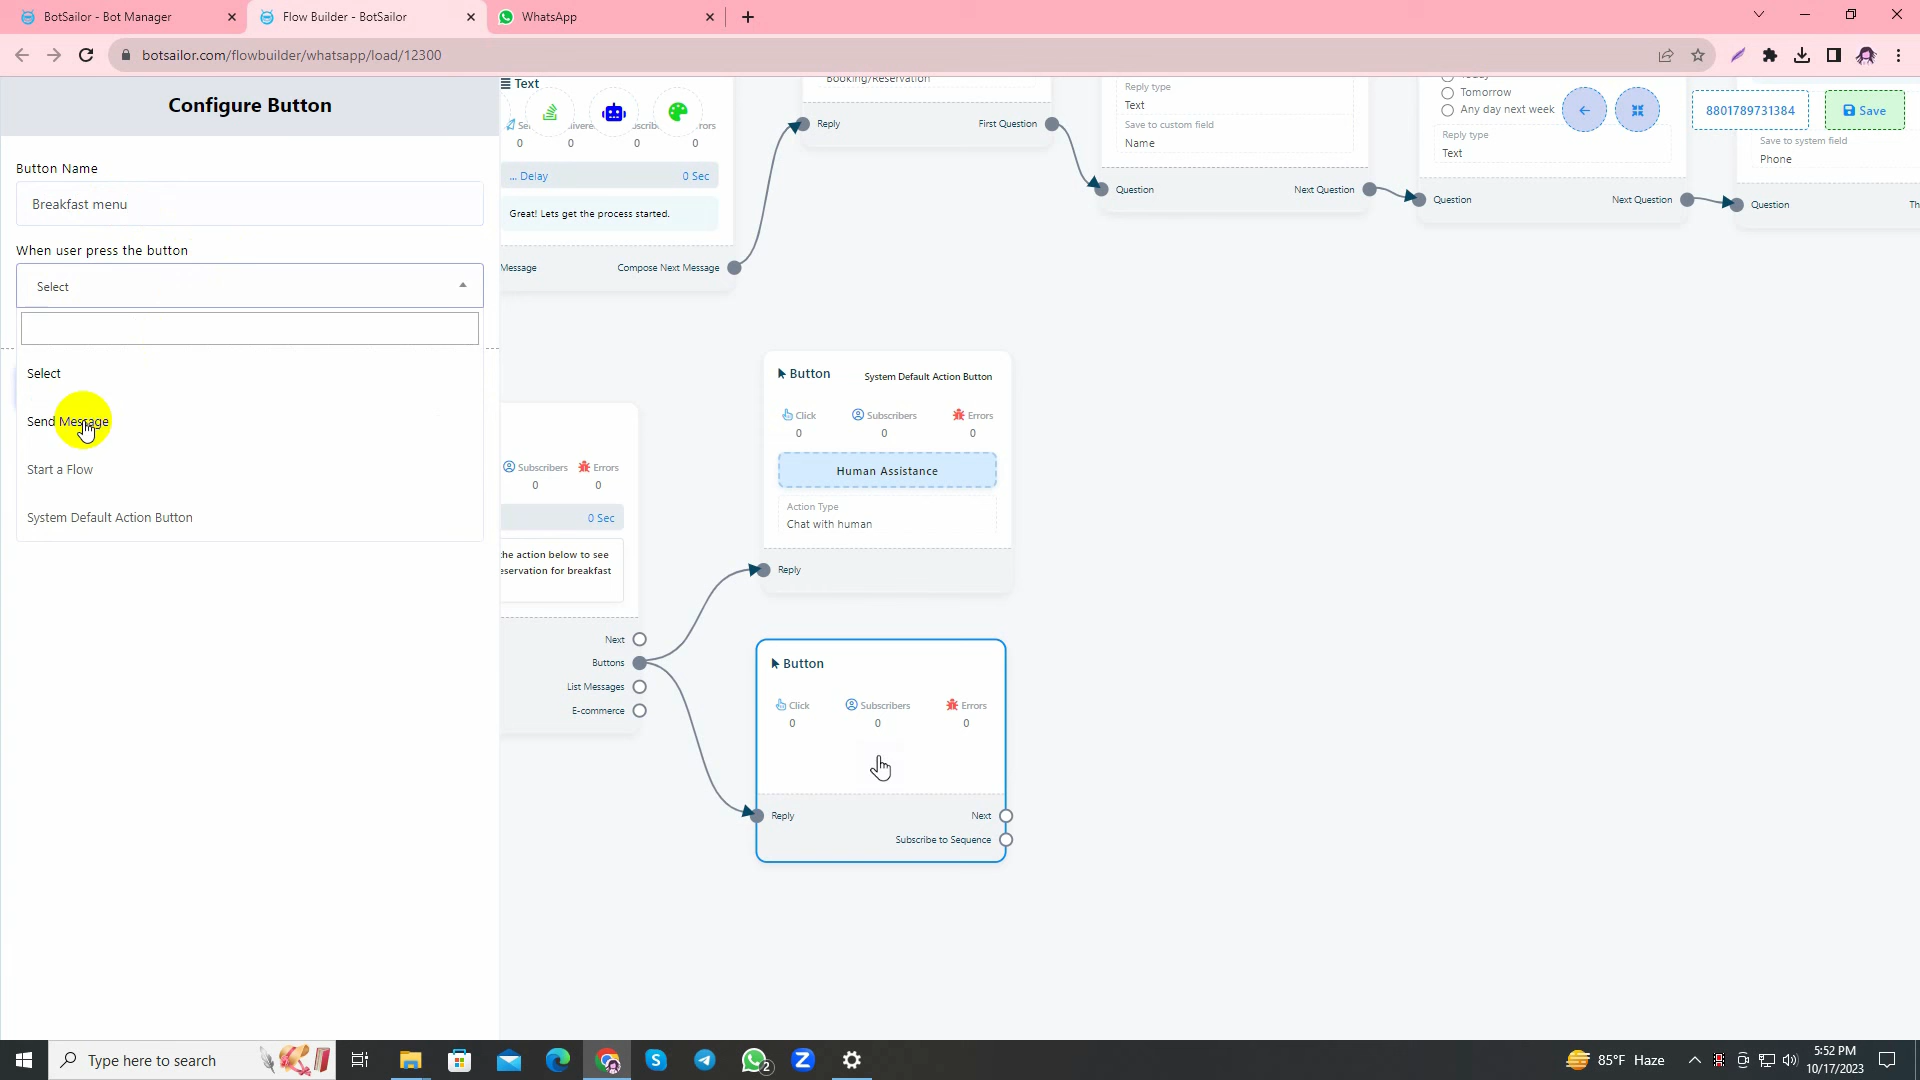 BotSailor - Bot Manager
Flow Builder - BotSailor
WhatsApp
botsailor.com/flowbuilder/whatsapp/load/12300
Configure Button
Button Name
Breakfast menu
When user press the button
Select
Select
Send Message
Start a Flow
System Default Action Button
Text
0 0 0 0
... Delay 0 Sec
Great! Lets get the process started.
Message Compose Next Message
Booking/Reservation
Reply First Question
Reply type
Text
Save to custom field
Name
Question Next Question
Tomorrow
Any day next week
Reply type
Text
Question Next Question
8801789731384
Save
Save to system field
Phone
Question Th
Subscribers Errors
0 0
0 Sec
the action below to see
eservation for breakfast
Next
Buttons
List Messages
E-commerce
Button System Default Action Button
Click Subscribers Errors
0 0 0
Human Assistance
Action Type
Chat with human
Reply
Button
Click Subscribers Errors
0 0 0
Reply Next
Subscribe to Sequence
Type here to search
2
85°F Haze
5:52 PM
10/17/2023